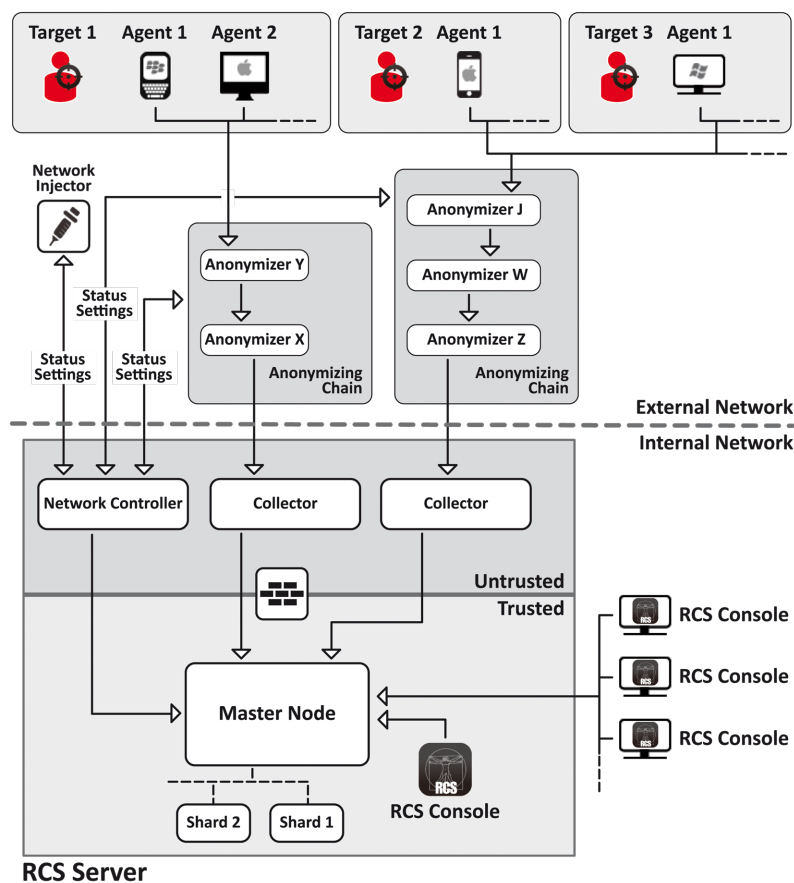 Target 1
Agent 1
Agent 2
Target 2
Agent 1
Target 3
Agent 1
Network
Injector
Anonymizer J
Anonymizer Y
Anonymizer W
Status
Settings
Anonymizer X
Anonymizer Z
Status
Settings
Status
Settings
Anonymizing
Chain
Anonymizing
Chain
External Network
Internal Network
Network Controller
Collector
Collector
Untrusted
Trusted
RCS
RCS Console
RCS
RCS Console
RCS
RCS Console
Master Node
RCS
RCS Console
Shard 2
Shard 1
RCS Server